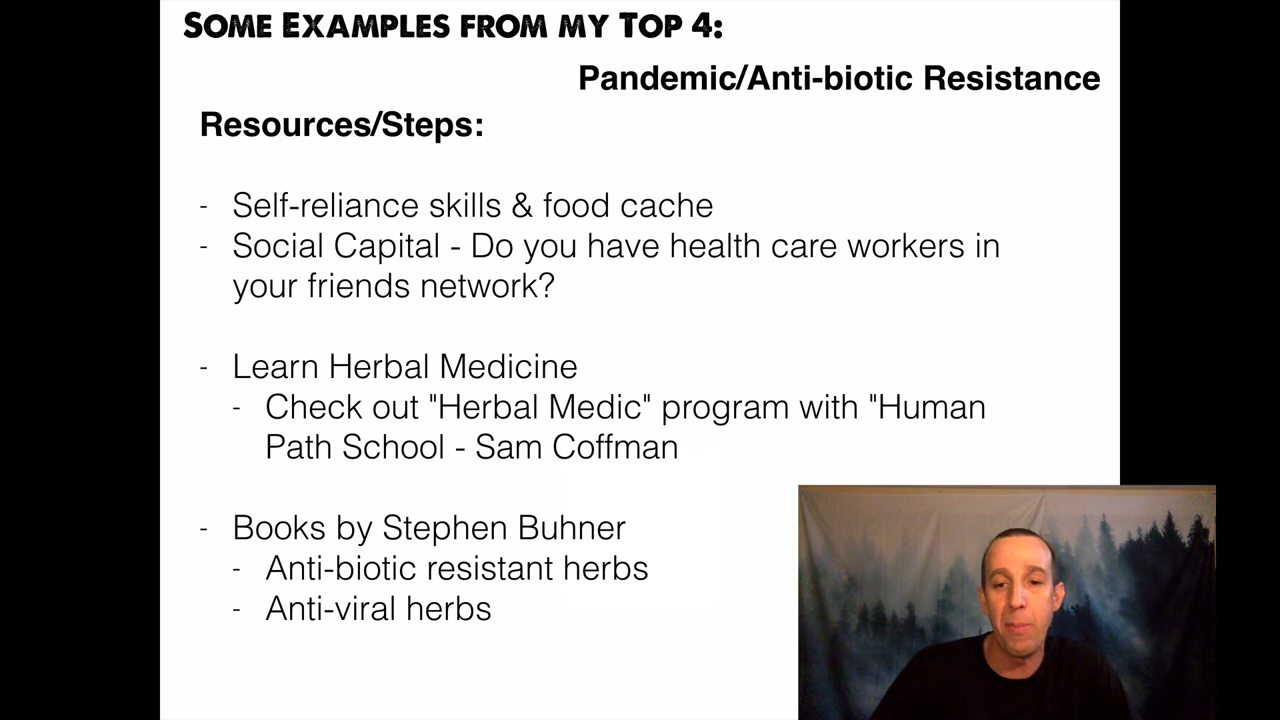 Some Examples from my Top 4:
Pandemic/Anti-biotic Resistance
Resources/Steps:
- Self-reliance skills & food cache
- Social Capital - Do you have health care workers in
your friends network?
- Learn Herbal Medicine
- Check out "Herbal Medic" program with "Human
Path School - Sam Coffman
- Books by Stephen Buhner
- Anti-biotic resistant herbs
- Anti-viral herbs